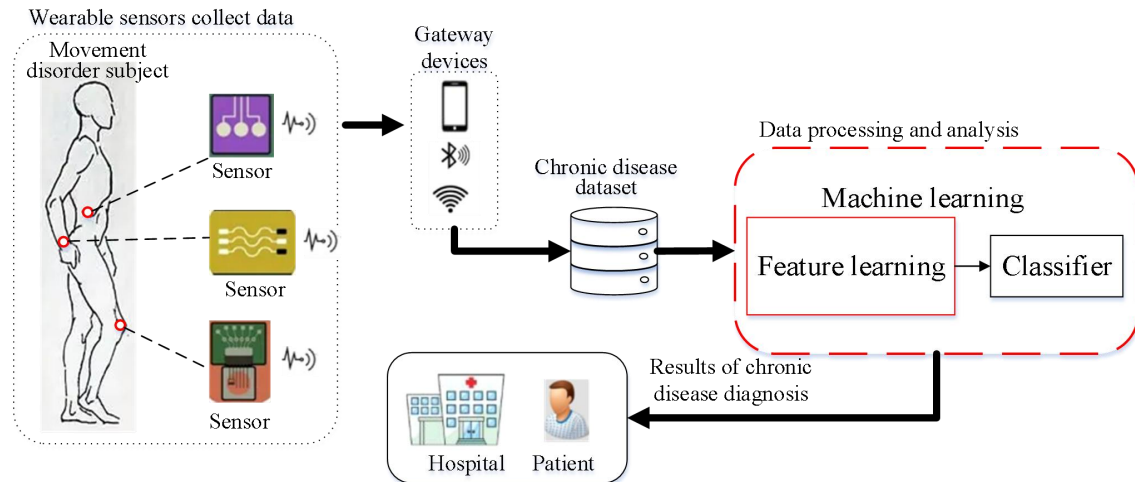 Wearable sensors collect data
Movement
disorder subject
Sensor
Sensor
Sensor
Gateway
devices
Chronic disease
dataset
Data processing and analysis
Machine learning
Feature learning
Classifier
Results of chronic
disease diagnosis
Hospital
Patient